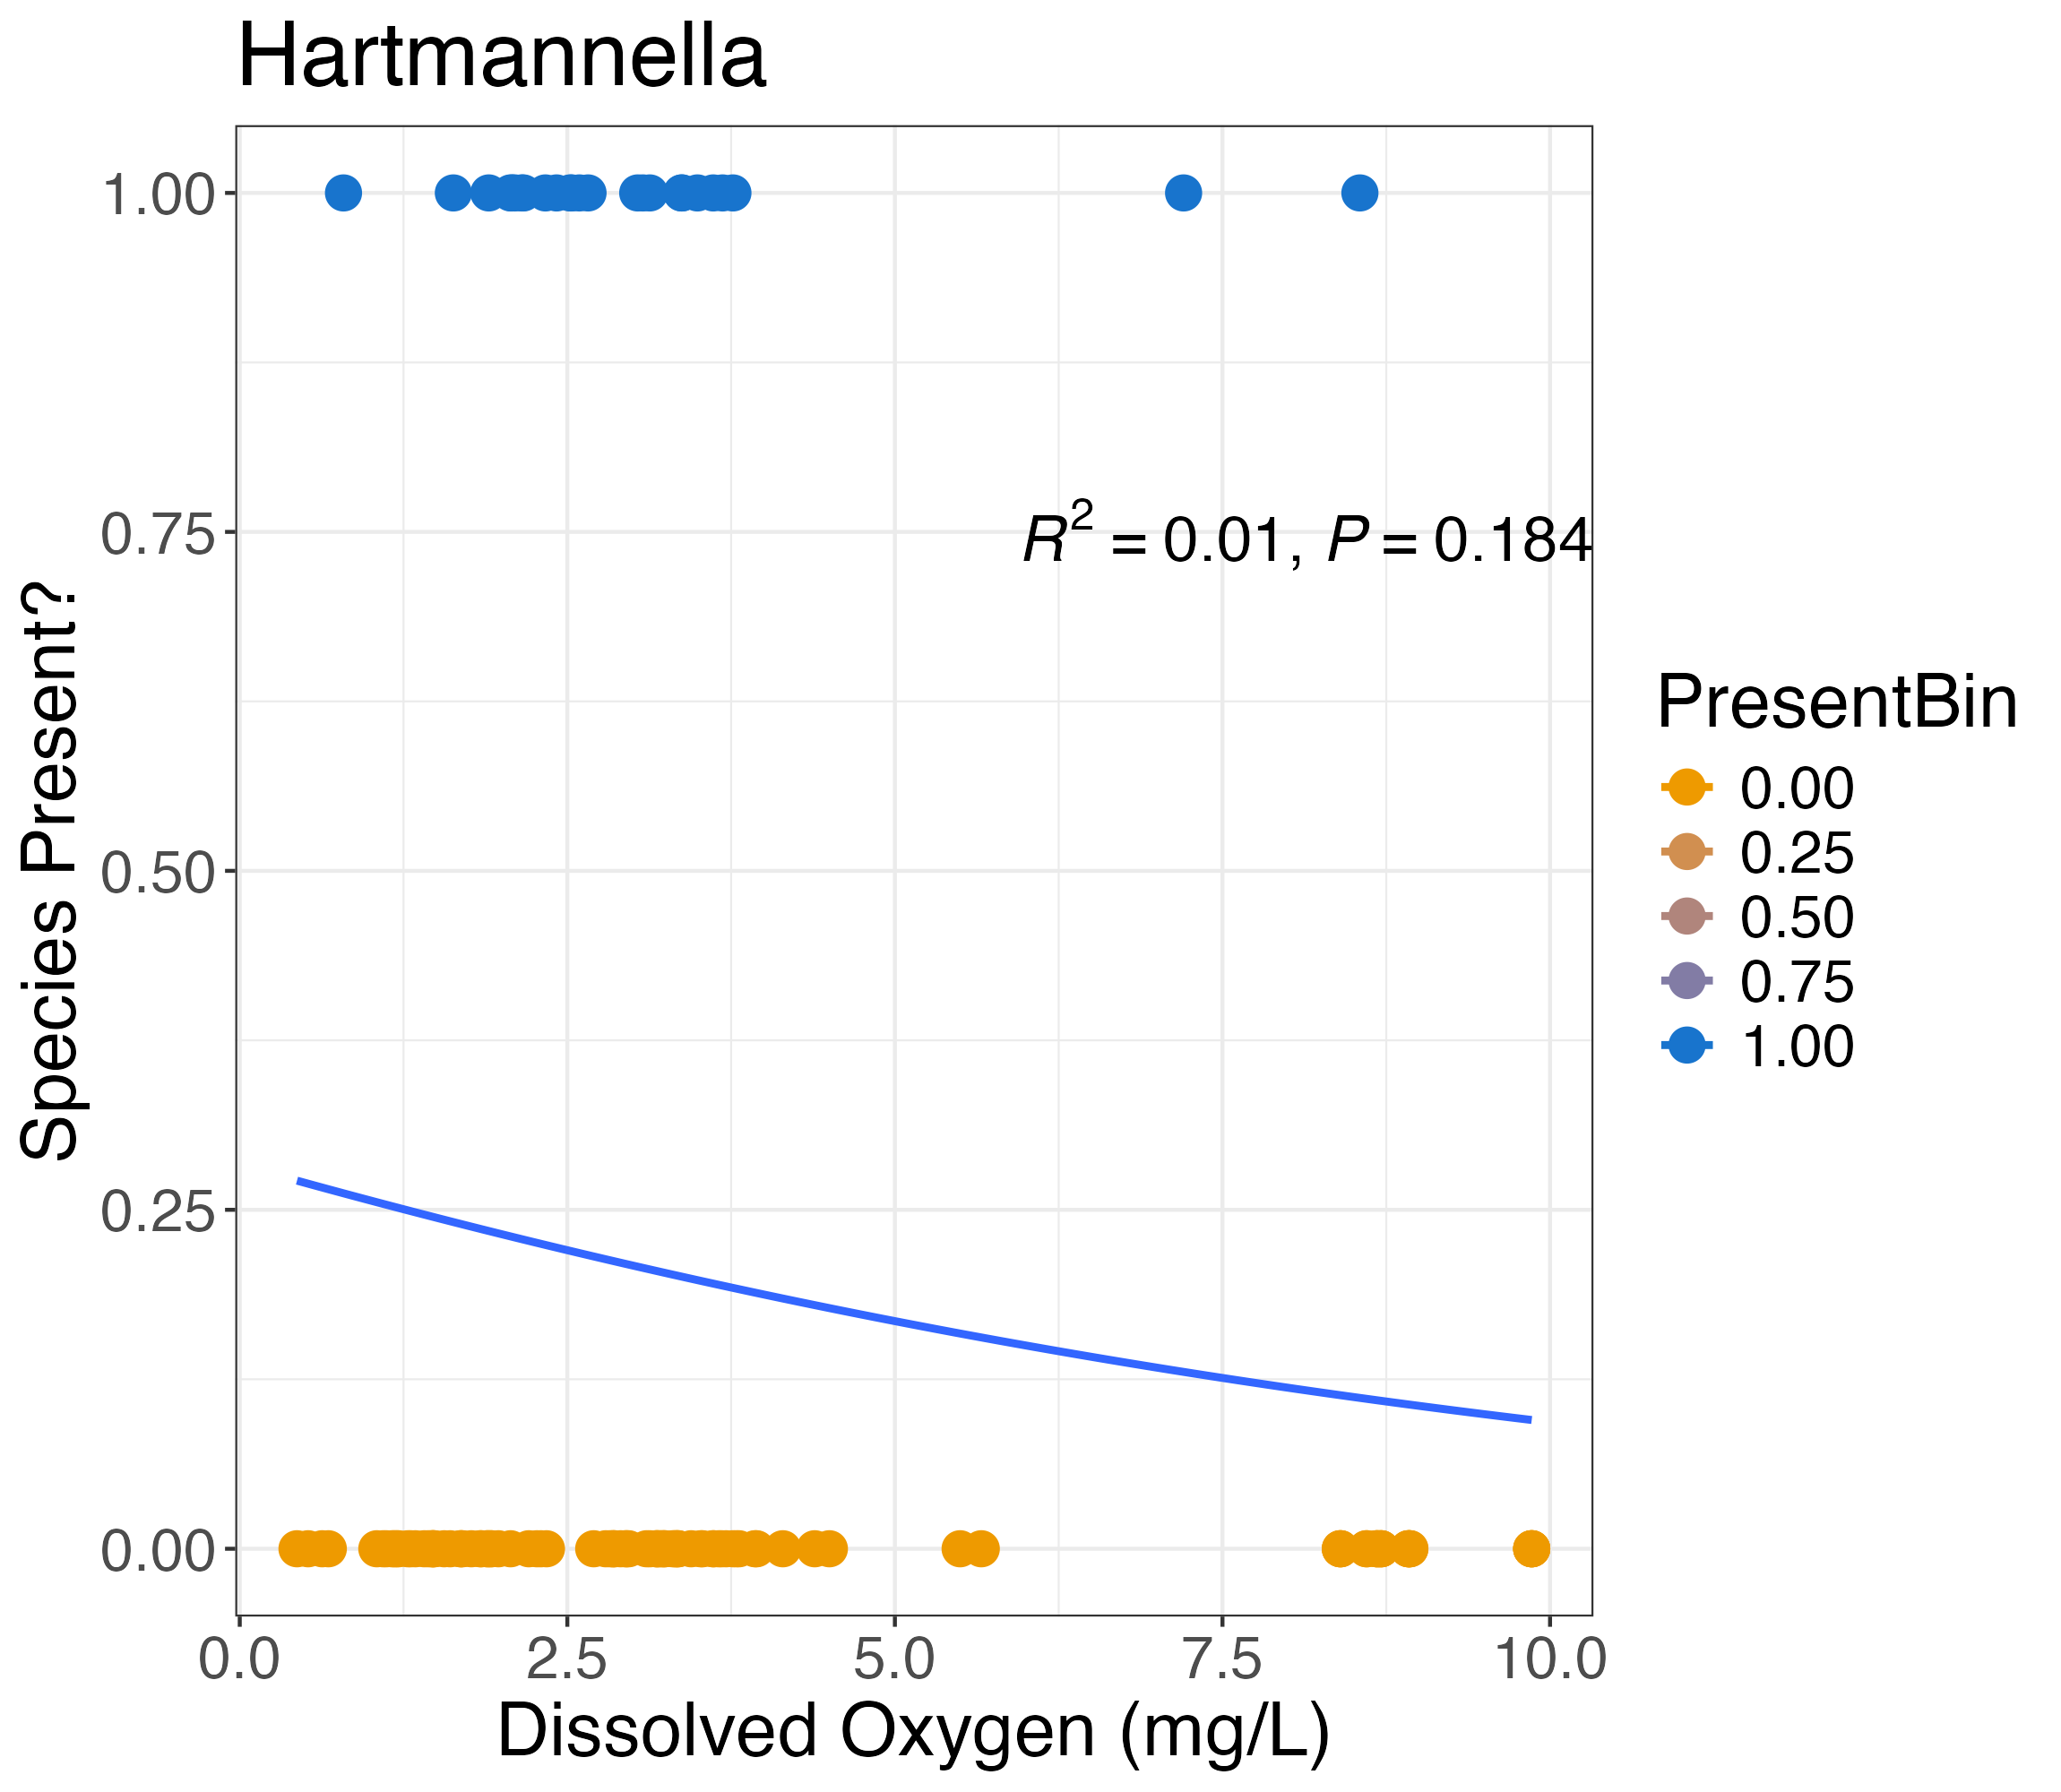 Hartmannella
1.00
0.75
0.50
0.25
0.00
Species Present?
R² = 0.01, P = 0.184
0.0 2.5 5.0 7.5 10.0
Dissolved Oxygen (mg/L)
PresentBin
0.00
0.25
0.50
0.75
1.00